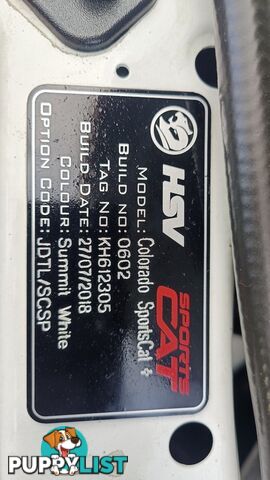 HSV
SPORTS
CAT
MODEL: Colorado SportsCat +
BUILD NO: 0602
TAG NO: KH612305
BUILD DATE: 27/07/2018
COLOUR: Summit White
OPTION CODE: JDTL/SCSP
PUPPYLIST